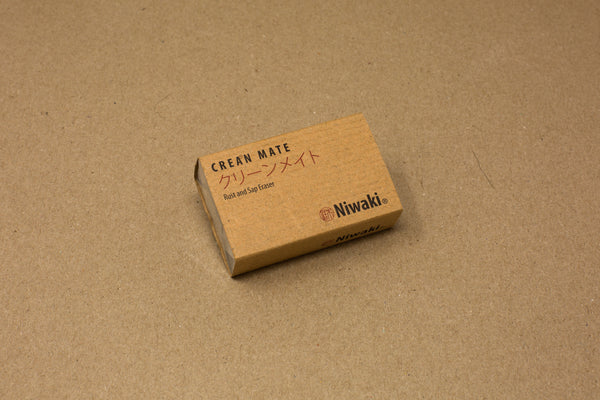 CREAN MATE
クリーンメイト
Rust and Sap Eraser
Niwaki®
Niwaki